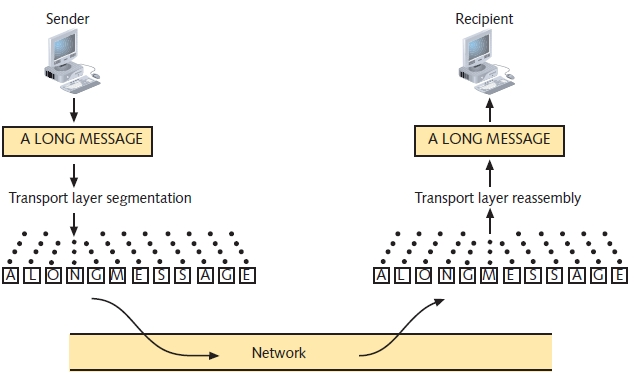 Sender
Recipient
A LONG MESSAGE
A LONG MESSAGE
Transport layer segmentation
Transport layer reassembly
A L O N G M E S S A G E
A L O N G M E S S A G E
Network